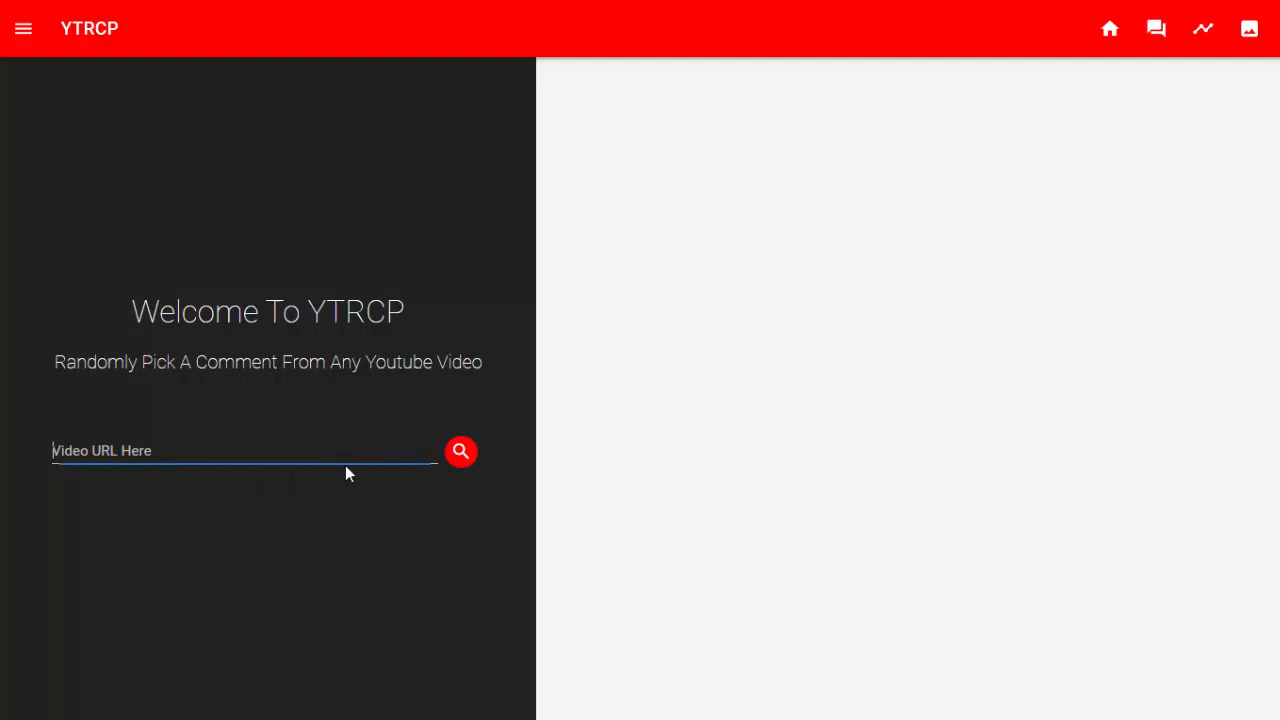 YTRCP
Welcome To YTRCP
Randomly Pick A Comment From Any Youtube Video
Video URL Here